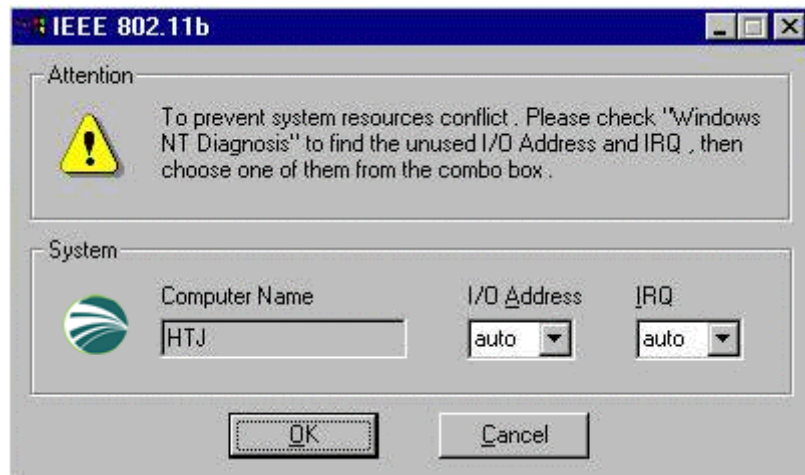 IEEE 802.11b
Attention
To prevent system resources conflict . Please check "Windows
NT Diagnosis" to find the unused I/O Address and IRQ , then
choose one of them from the combo box .
System
Computer Name I/O Address IRQ
HTJ auto auto
OK Cancel